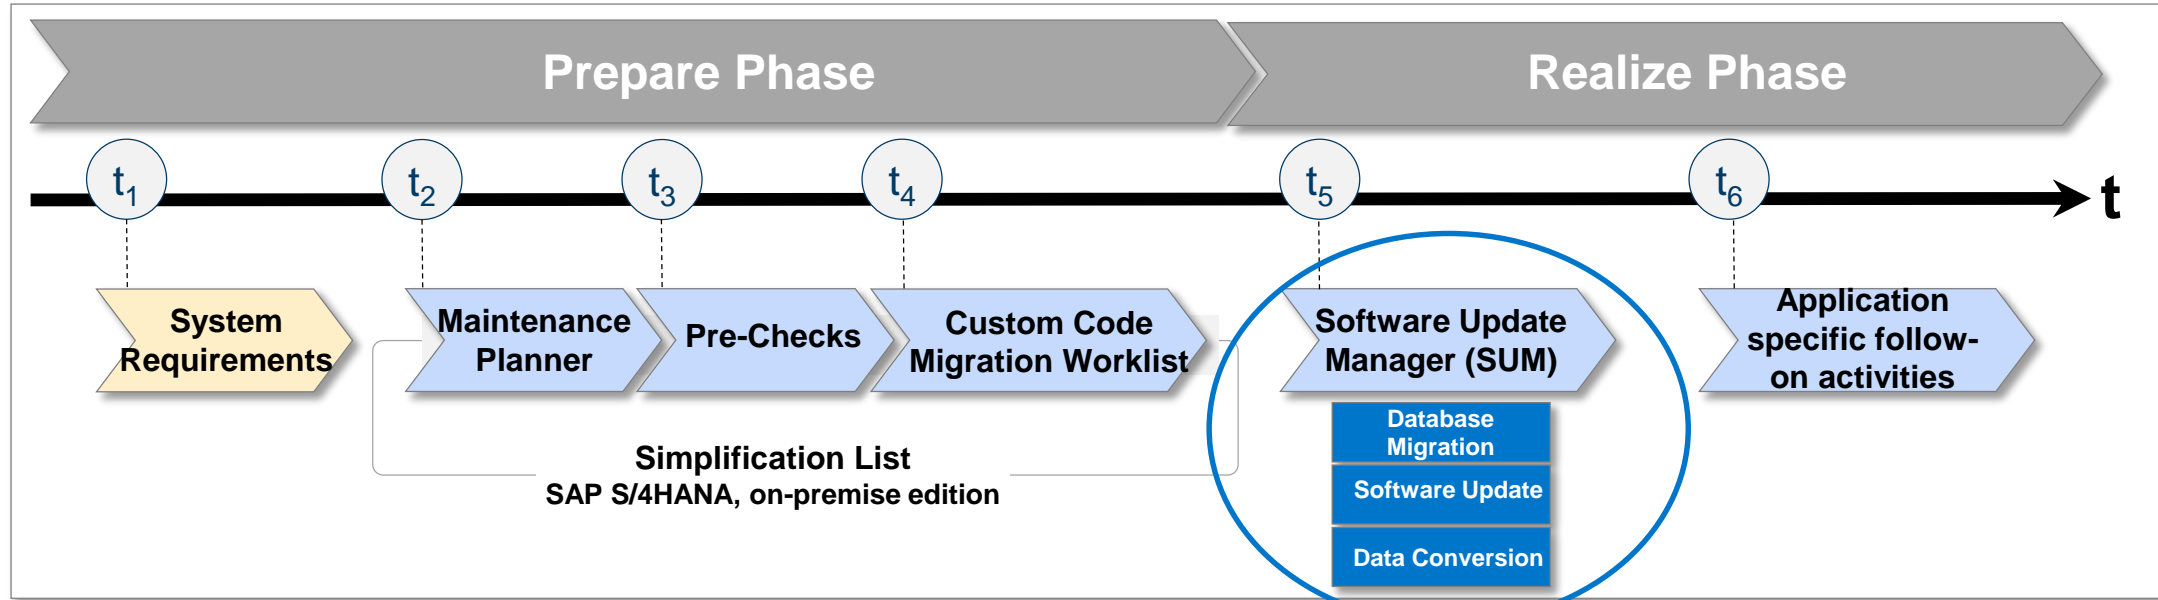 Prepare Phase
Realize Phase
t1
t2
t3
t4
t5
t6
t
System
Requirements
Maintenance
Planner
Pre-Checks
Custom Code
Migration Worklist
Software Update
Manager (SUM)
Application
specific follow-
on activities
Simplification List
SAP S/4HANA, on-premise edition
Database
Migration
Software Update
Data Conversion